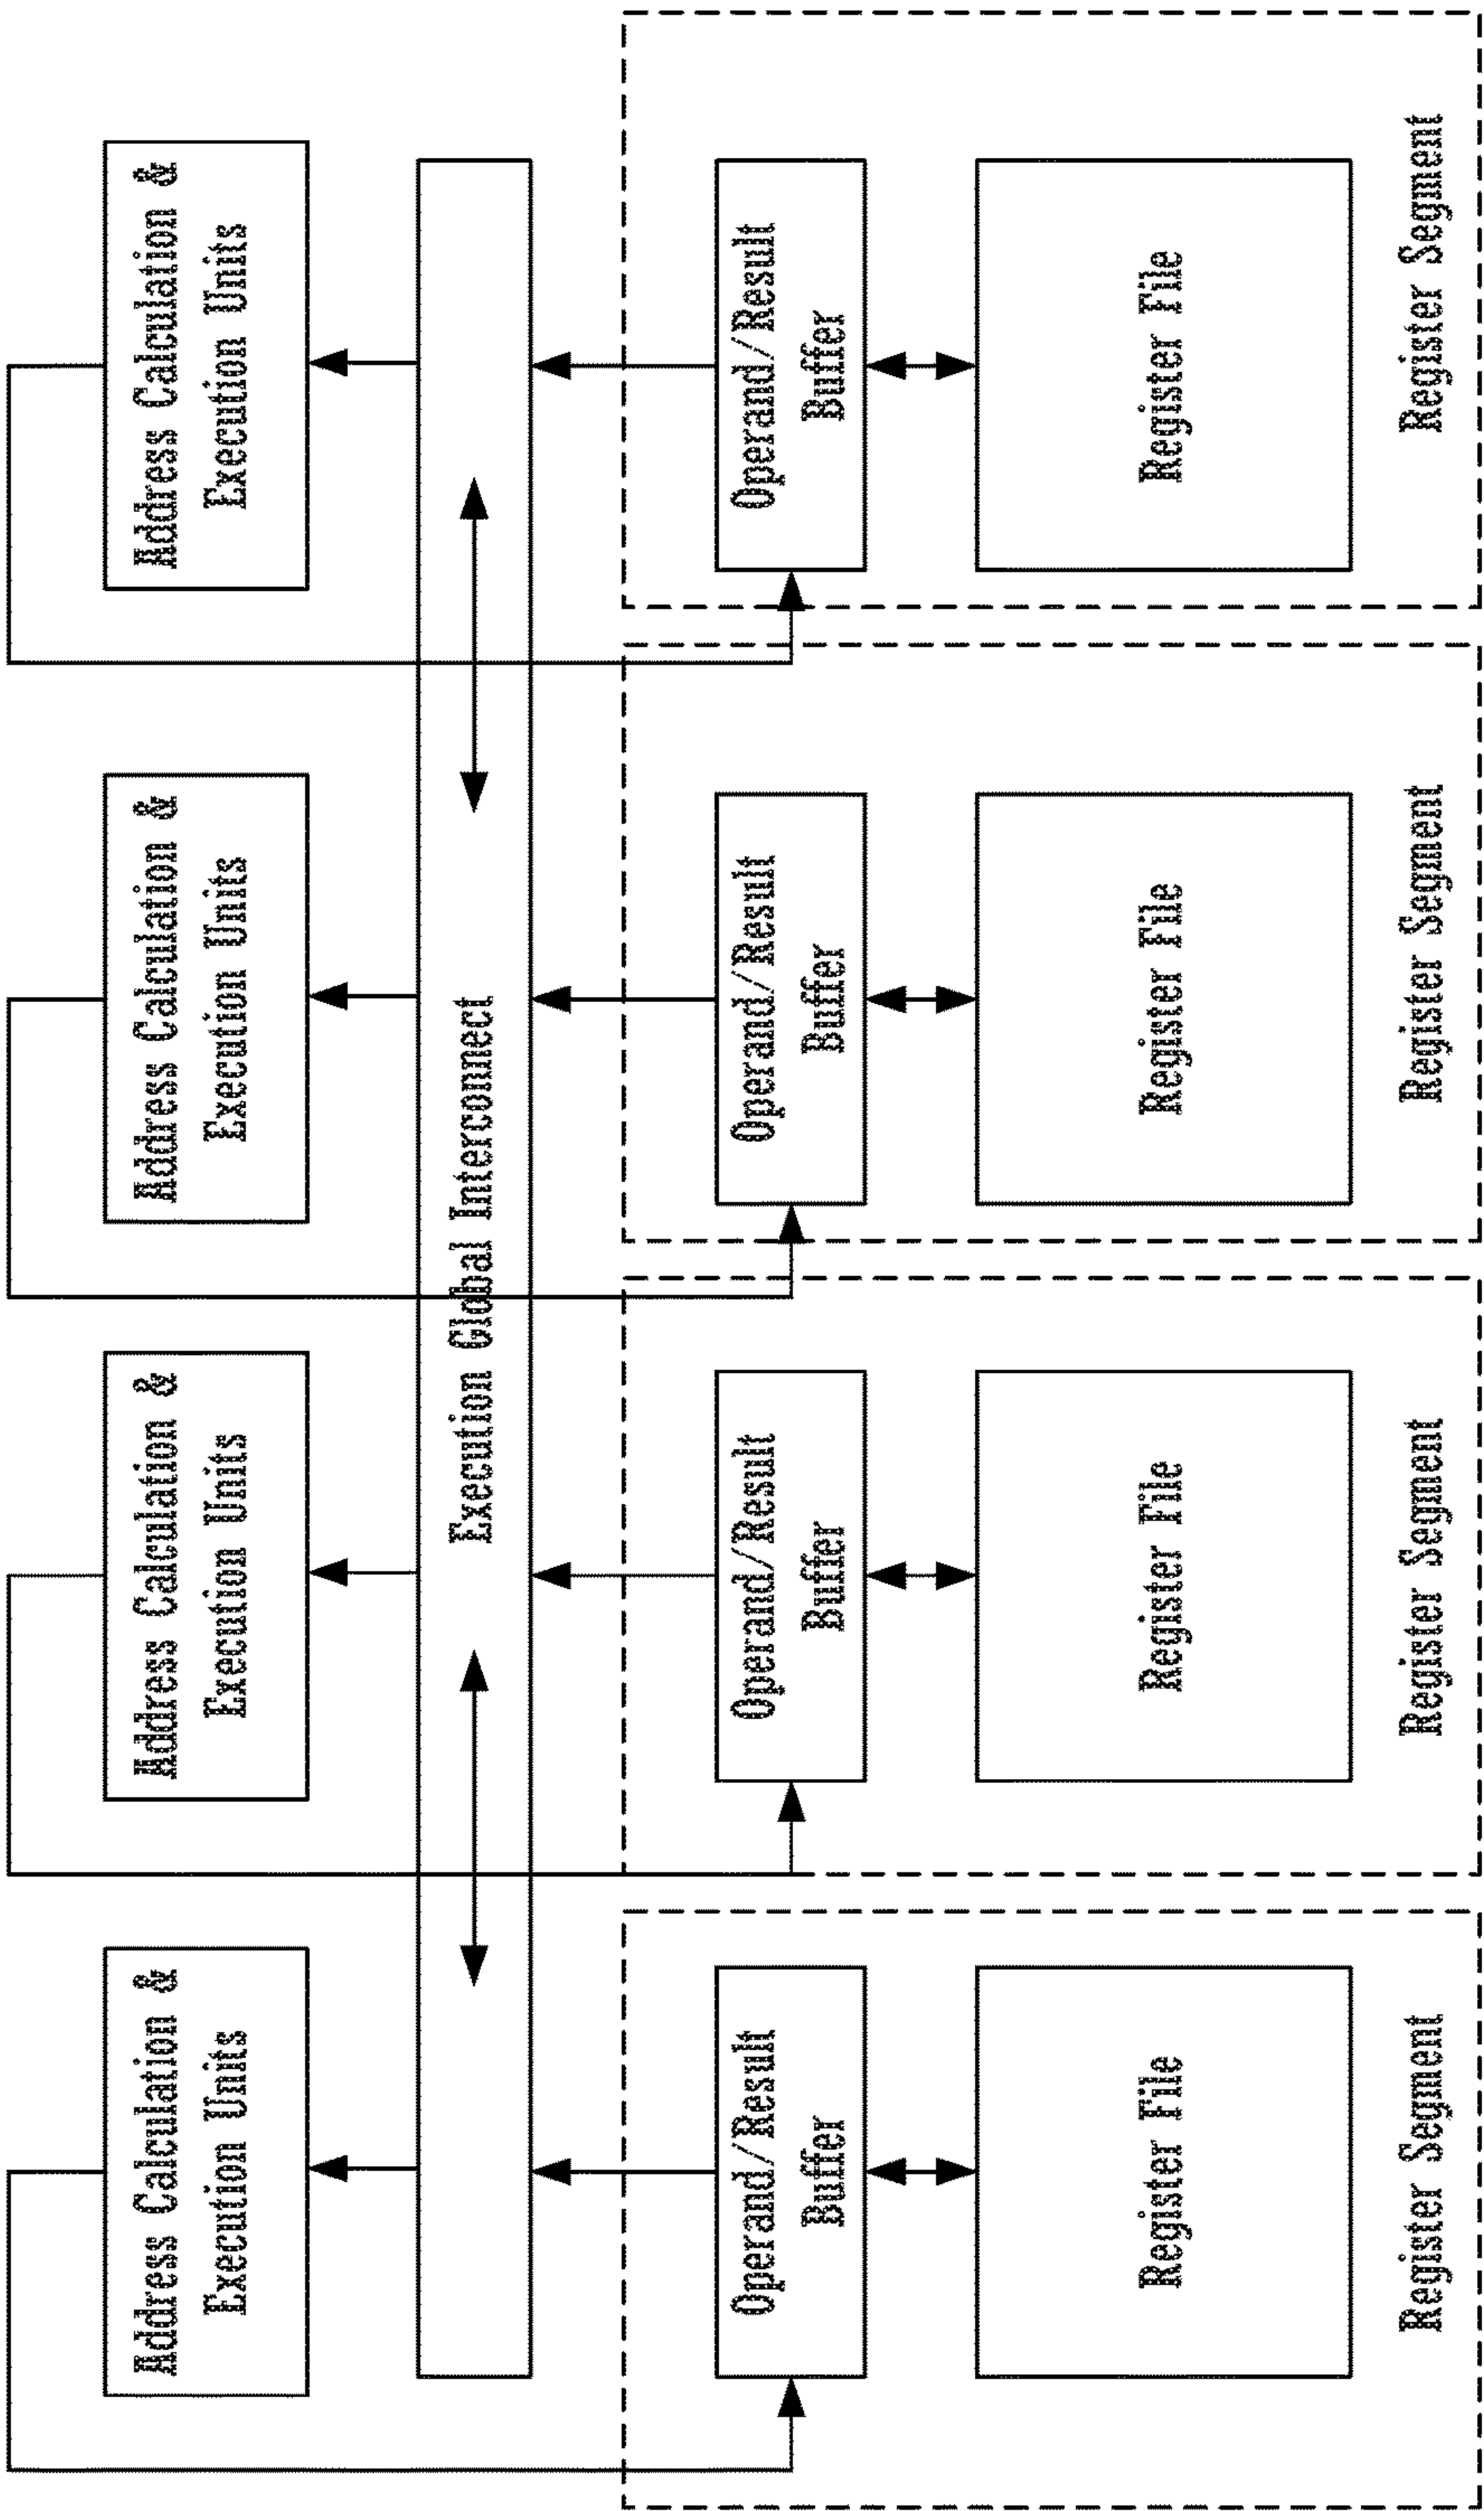 Address Calculation &
Execution Units
Address Calculation &
Execution Units
Address Calculation &
Execution Units
Address Calculation &
Execution Units
Execution Global Interconnect
Operand/Result
Buffer
Operand/Result
Buffer
Operand/Result
Buffer
Operand/Result
Buffer
Register File
Register File
Register File
Register File
Register Segment
Register Segment
Register Segment
Register Segment